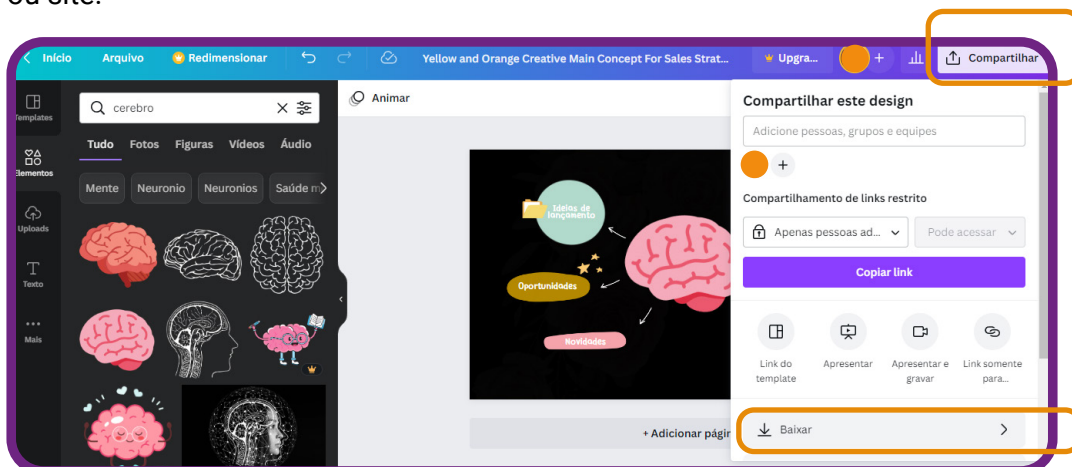 ou site.
Início Arquivo Redimensionar Yellow and Orange Creative Main Concept For Sales Strat... Upgra... + Compartilhar
Templates
Elementos
Uploads
Texto
Mais
cerebro
Tudo Fotos Figuras Vídeos Áudio
Mente Neuronio Neuronios Saúde m
Animar
Ideias de
lançamento
Oportunidades
Novidades
+ Adicionar págin
Compartilhar este design
Adicione pessoas, grupos e equipes
+
Compartilhamento de links restrito
Apenas pessoas ad... Pode acessar
Copiar link
Link do
template
Apresentar
Apresentar e
gravar
Link somente
para...
Baixar